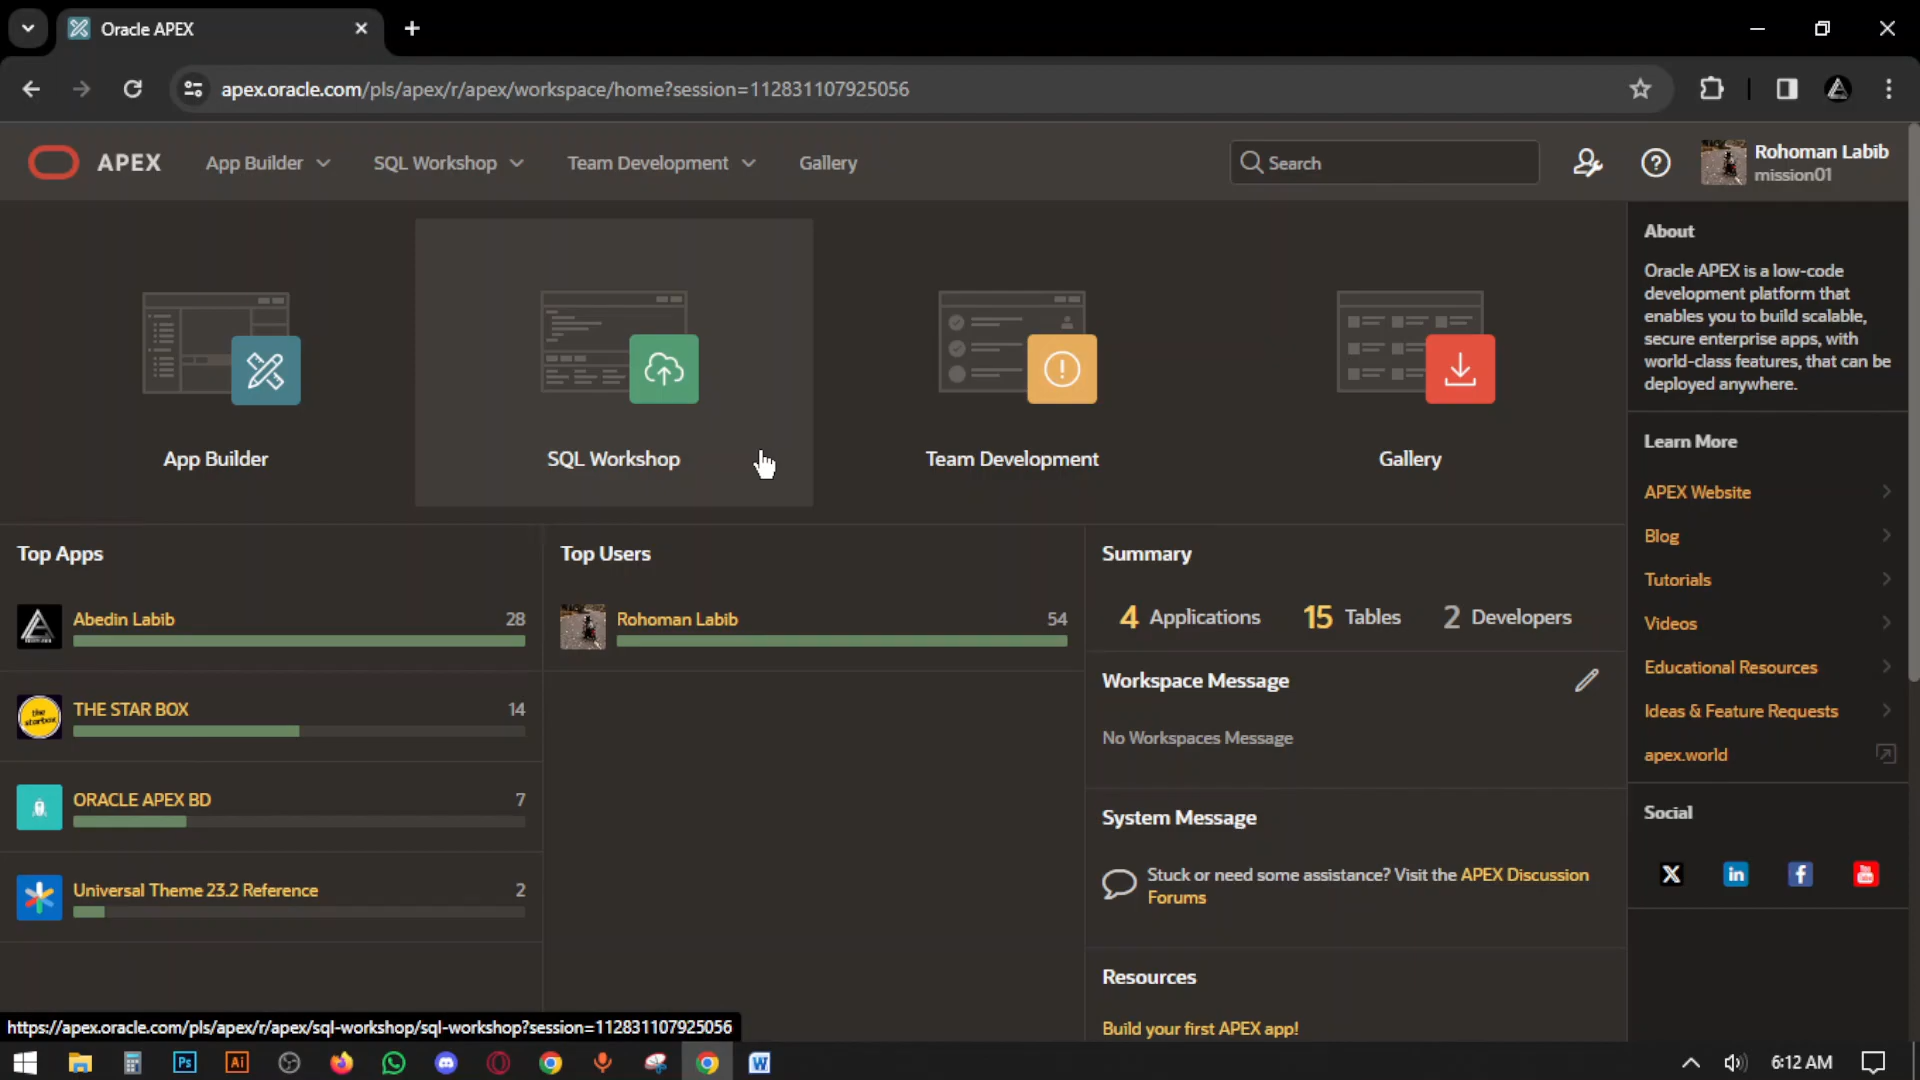 Oracle APEX
apex.oracle.com/pls/apex/r/apex/workspace/home?session=112831107925056
APEX
App Builder
SQL Workshop
Team Development
Gallery
Search
Rohoman Labib
mission01
App Builder
SQL Workshop
Team Development
Gallery
About
Oracle APEX is a low-code
development platform that
enables you to build scalable,
secure enterprise apps, with
world-class features, that can be
deployed anywhere.
Learn More
APEX Website
Blog
Tutorials
Videos
Educational Resources
Ideas & Feature Requests
apex.world
Social
Top Apps
Abedin Labib 28
THE STAR BOX 14
the
starbox
ORACLE APEX BD 7
Universal Theme 23.2 Reference 2
Top Users
Rohoman Labib 54
Summary
4 Applications 15 Tables 2 Developers
Workspace Message
No Workspaces Message
System Message
Stuck or need some assistance? Visit the APEX Discussion
Forums
Resources
Build your first APEX app!
https://apex.oracle.com/pls/apex/r/apex/sql-workshop/sql-workshop?session=112831107925056
Ps
Ai
W
6:12 AM